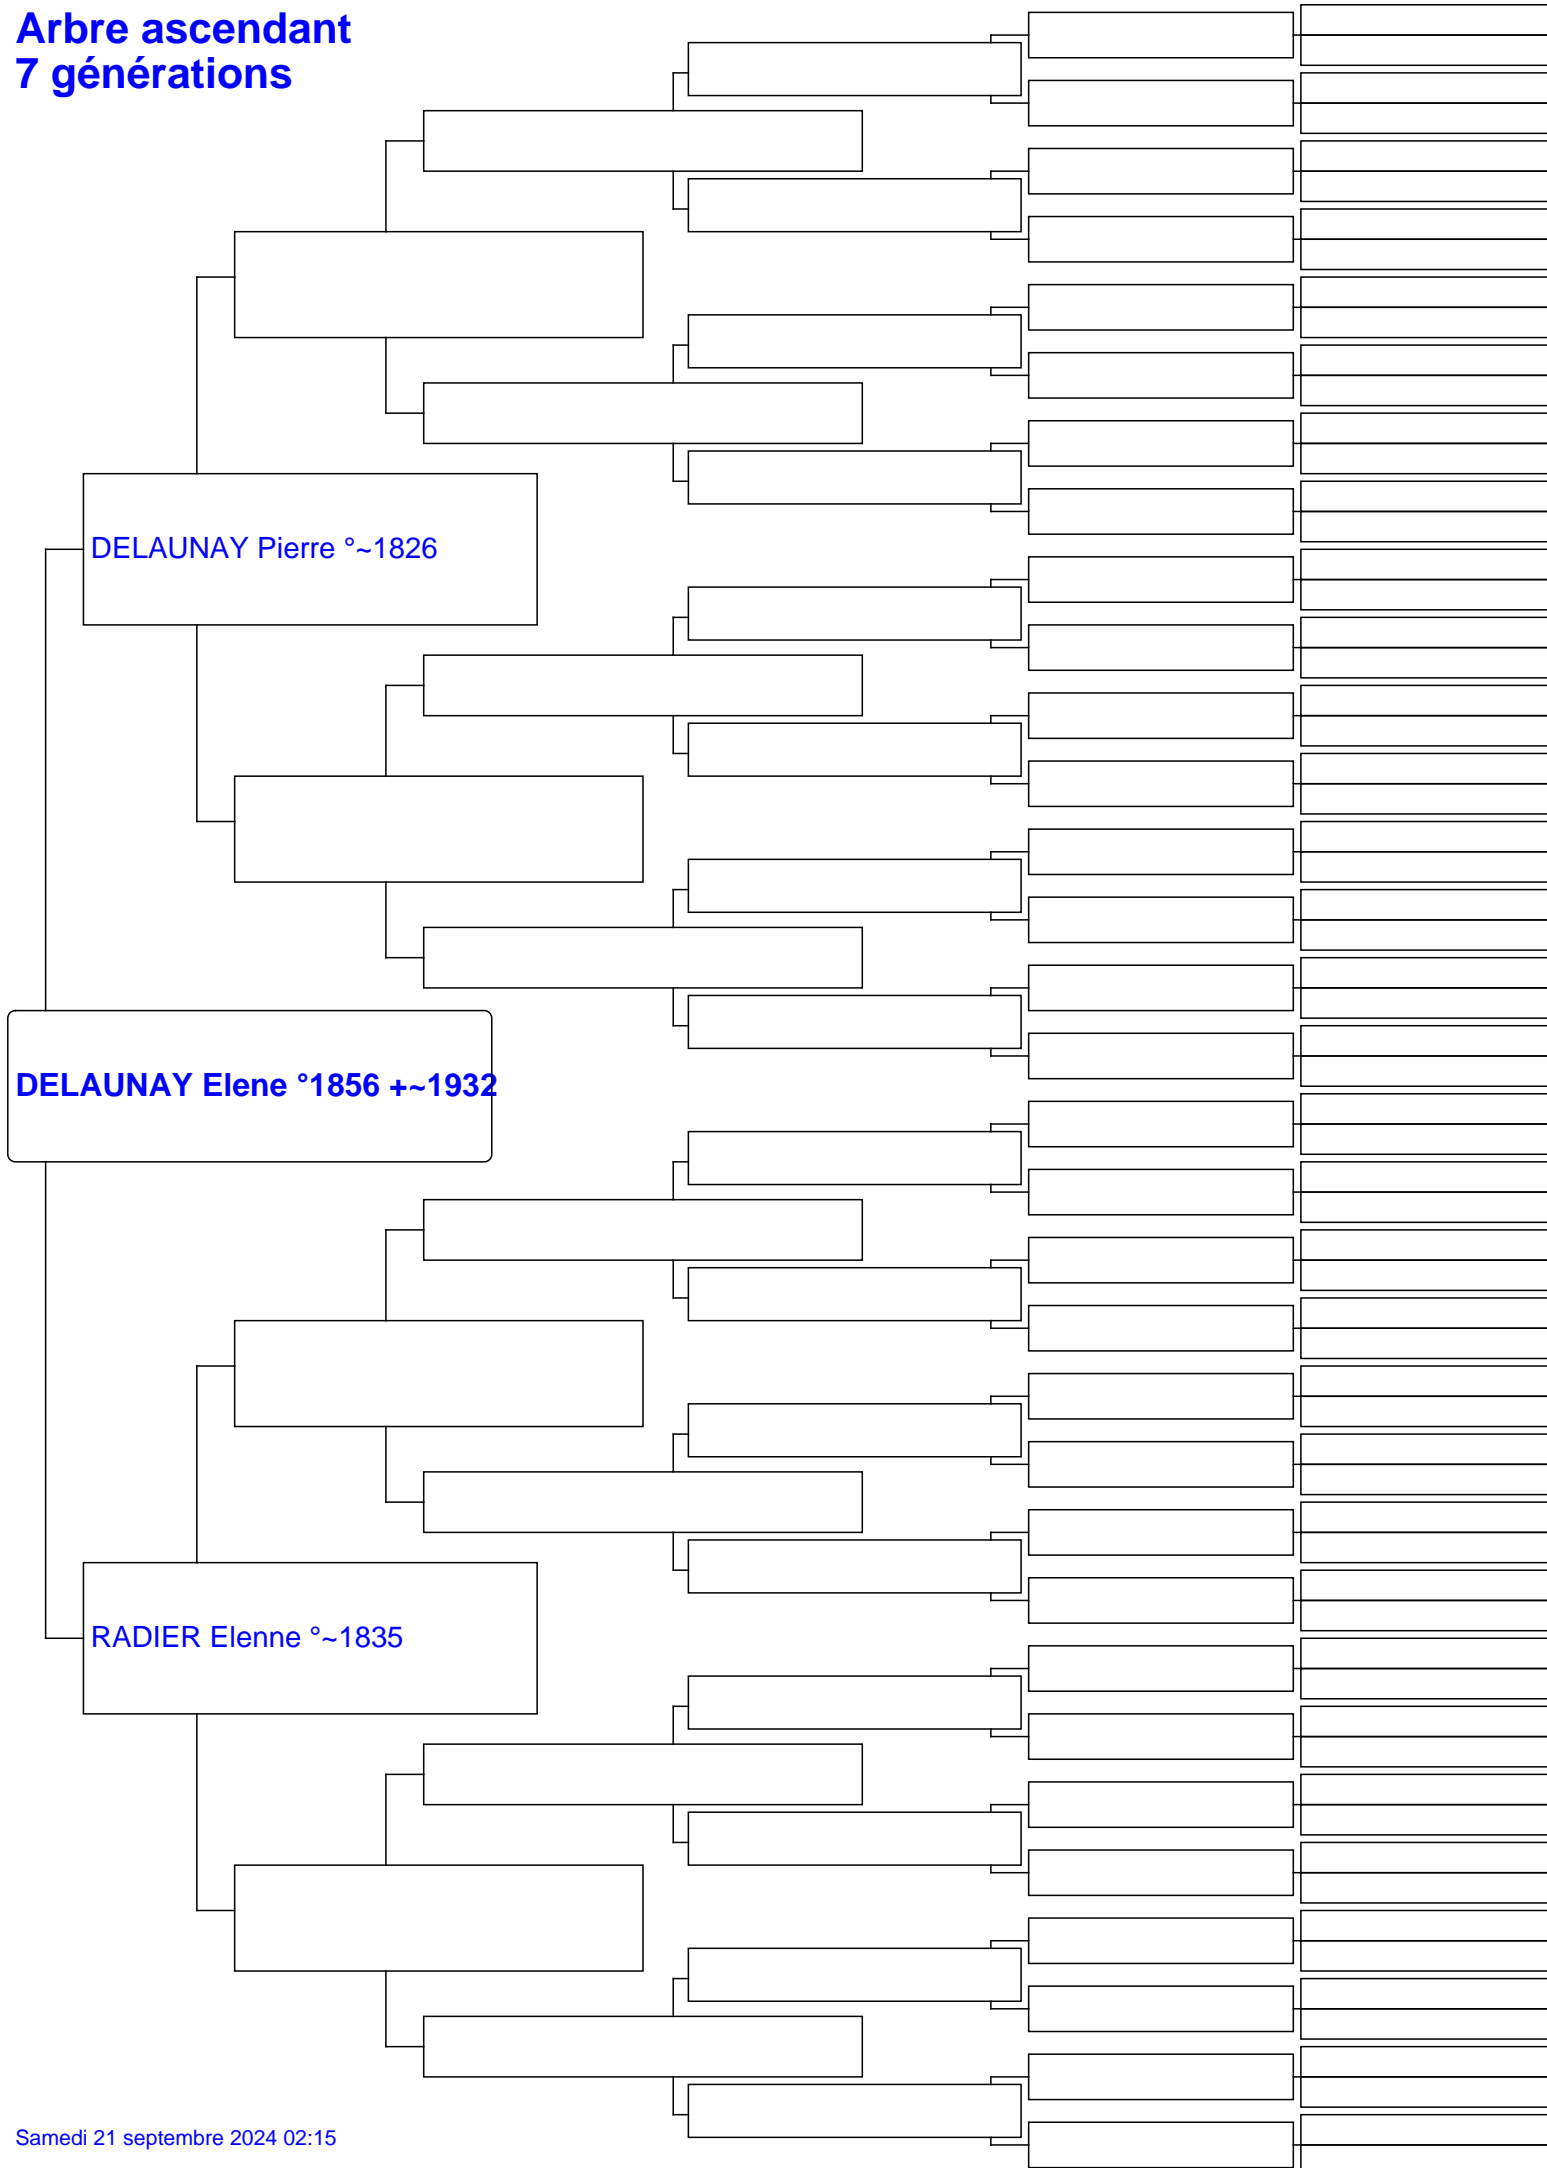 Arbre ascendant
7 générations
DELAUNAY Pierre °~1826
DELAUNAY Elene °1856 +~1932
RADIER Elenne °~1835
Samedi 21 septembre 2024 02:15